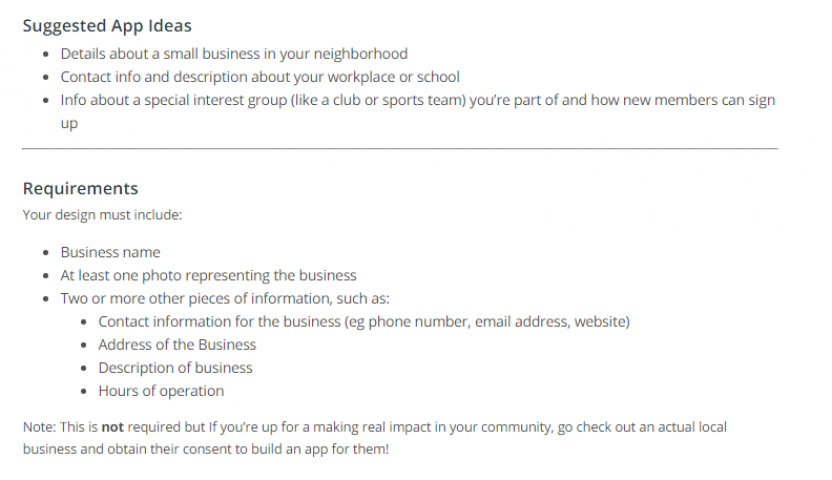 Suggested App Ideas
Details about a small business in your neighborhood
Contact info and description about your workplace or school
Info about a special interest group (like a club or sports team) you're part of and how new members can sign
up
Requirements
Your design must include:
Business name
At least one photo representing the business
Two or more other pieces of information, such as:
Contact information for the business (eg phone number, email address, website)
Address of the Business
Description of business
Hours of operation
Note: This is not required but If you're up for a making real impact in your community, go check out an actual local
business and obtain their consent to build an app for them!